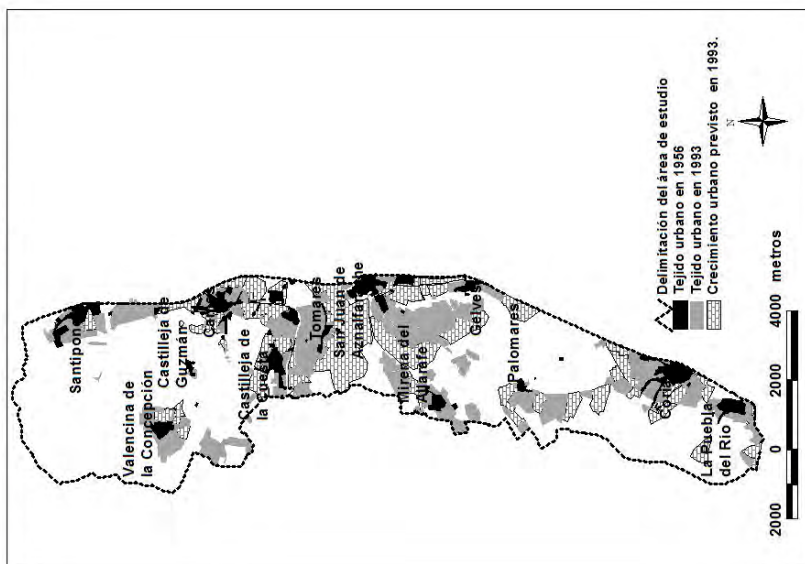 Santiponce
Valencina de
la Concepción
Castilleja de
Guzmán
Castilleja de
la Cuesta
Tomares
San Juan de
Aznalfarache
Mairena del
Aljarafe
Gelves
Palomares
Coria
La Puebla
del Río
Delimitación del área de estudio
Tejido urbano en 1956
Tejido urbano en 1993
Crecimiento urbano previsto en 1993.
N
2000 0 2000 4000 metros